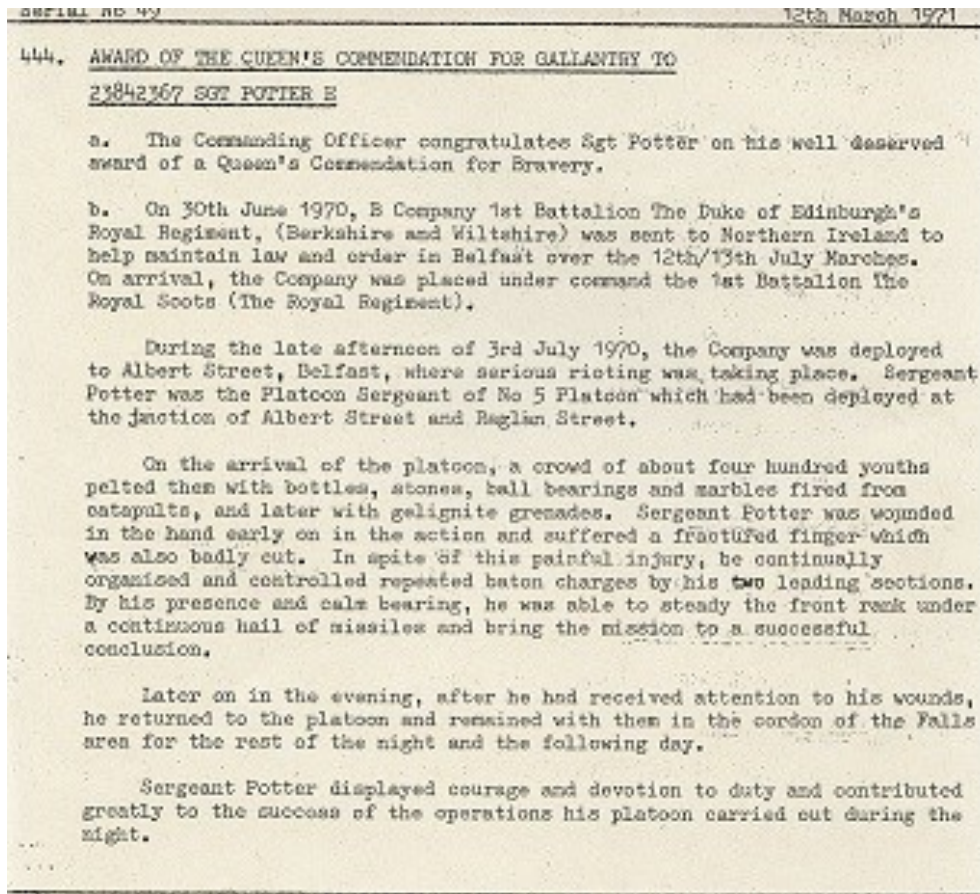 Serial No 49 12th March 1971
444. AWARD OF THE QUEEN'S COMMENDATION FOR GALLANTRY TO
23842367 SGT POTTER E
a. The Commanding Officer congratulates Sgt Potter on his well deserved
award of a Queen's Commendation for Bravery.
b. On 30th June 1970, B Company 1st Battalion The Duke of Edinburgh's
Royal Regiment, (Berkshire and Wiltshire) was sent to Northern Ireland to
help maintain law and order in Belfast over the 12th/13th July Marches.
On arrival, the Company was placed under command the 1st Battalion The
Royal Scots (The Royal Regiment).
During the late afternoon of 3rd July 1970, the Company was deployed
to Albert Street, Belfast, where serious rioting was taking place. Sergeant
Potter was the Platoon Sergeant of No 5 Platoon which had been deployed at
the jnction of Albert Street and Raglan Street.
On the arrival of the platoon, a crowd of about four hundred youths
pelted them with bottles, stones, ball bearings and marbles fired from
catapults, and later with gelignite grenades. Sergeant Potter was wounded
in the hand early on in the action and suffered a fractured finger which
was also badly cut. In spite of this painful injury, be continually
organised and controlled repeated baton charges by his two leading sections.
By his presence and calm bearing, he was able to steady the front rank under
a continuous hail of missiles and bring the mission to a successful
conclusion.
Later on in the evening, after he had received attention to his wounds,
he returned to the platoon and remained with them in the cordon of the Falls
area for the rest of the night and the following day.
Sergeant Potter displayed courage and devotion to duty and contributed
greatly to the success of the operations his platoon carried out during the
night.